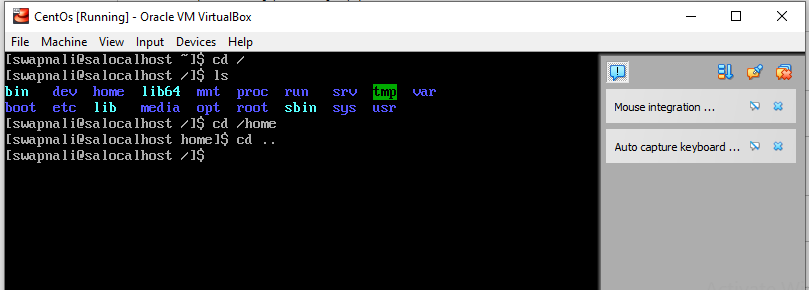 CentOs [Running] - Oracle VM VirtualBox
File Machine View Input Devices Help
[swapnali@salocalhost ~]$ cd /
[swapnali@salocalhost /]$ ls
bin dev home lib64 mnt proc run srv tmp var
boot etc lib media opt root sbin sys usr
[swapnali@salocalhost /]$ cd /home
[swapnali@salocalhost home]$ cd ..
[swapnali@salocalhost /]$
Mouse integration ...
Auto capture keyboard ...